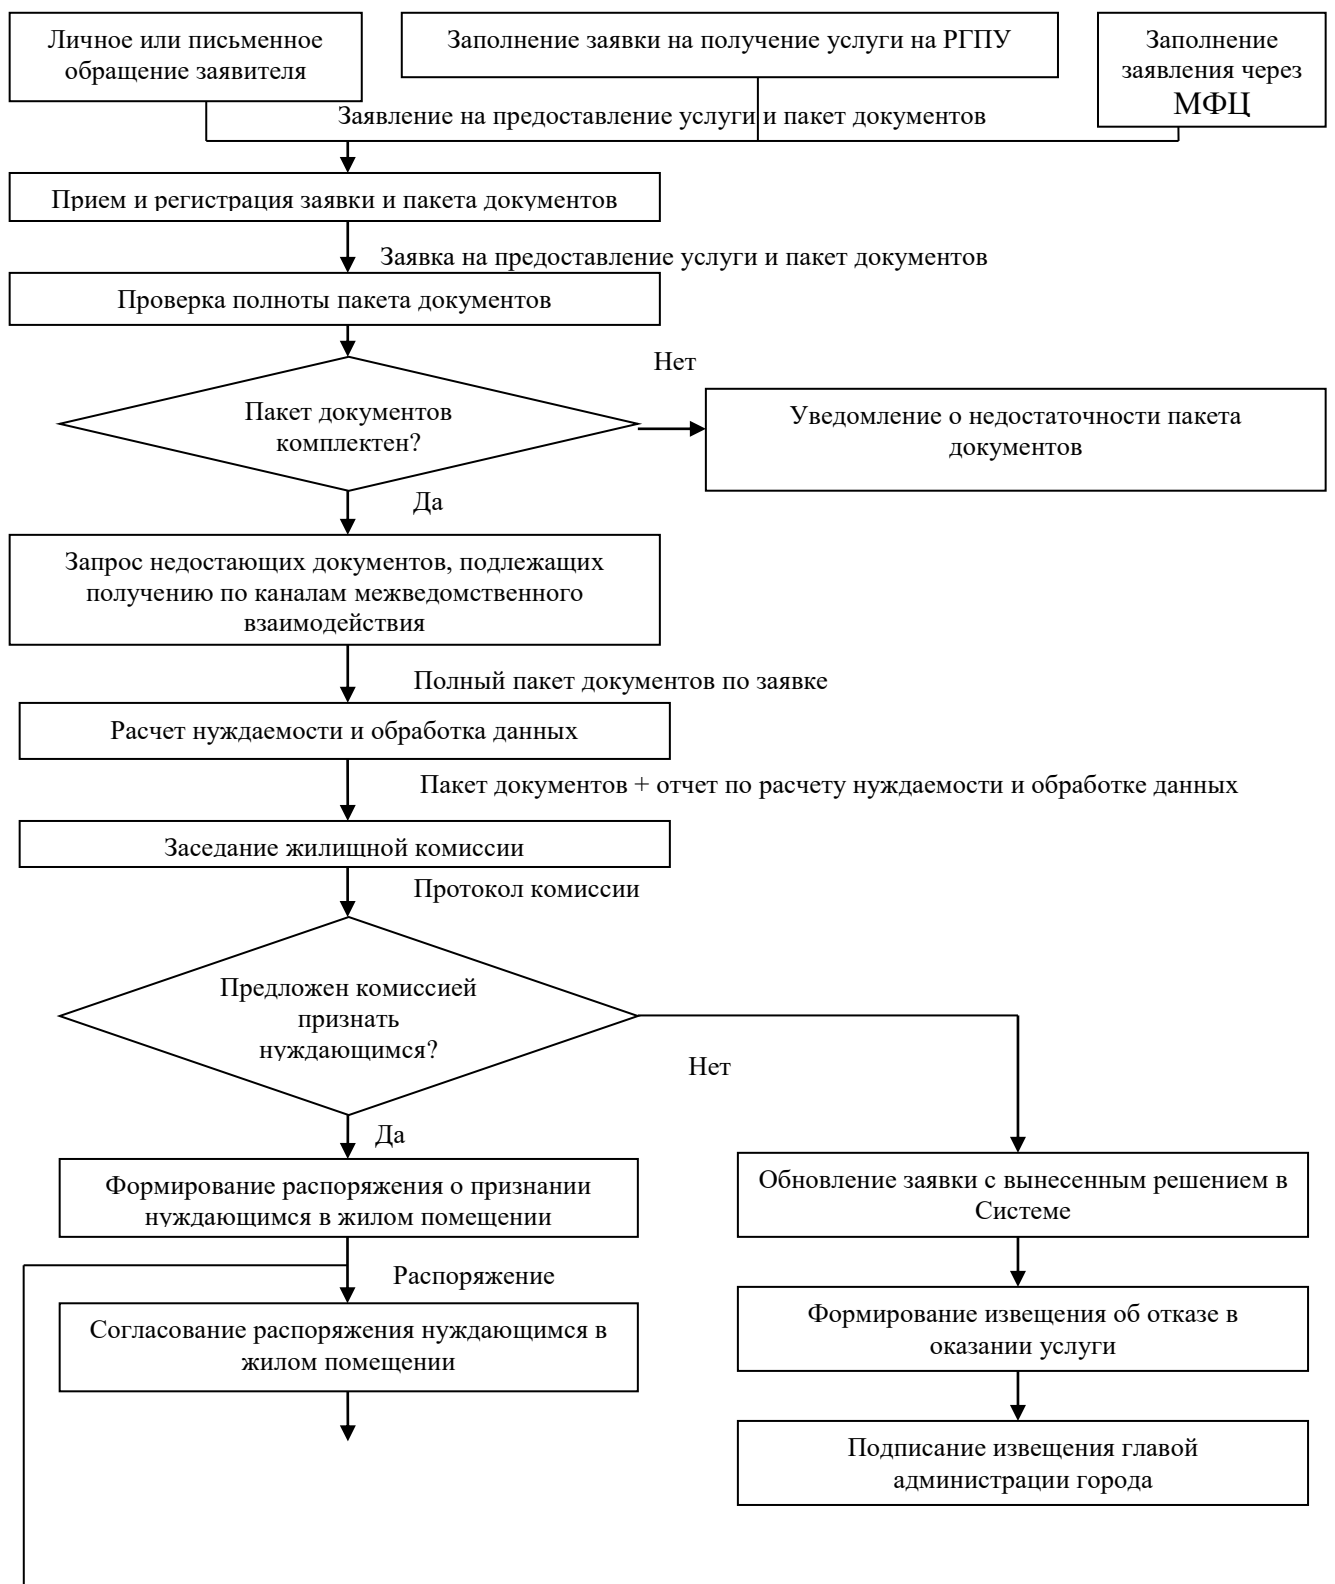 Личное или письменное
обращение заявителя
Заполнение заявки на получение услуги на РГПУ
Заполнение
заявления через
МФЦ
Заявление на предоставление услуги и пакет документов
Прием и регистрация заявки и пакета документов
Заявка на предоставление услуги и пакет документов
Проверка полноты пакета документов
Нет
Пакет документов
комплектен?
Уведомление о недостаточности пакета
документов
Да
Запрос недостающих документов, подлежащих
получению по каналам межведомственного
взаимодействия
Полный пакет документов по заявке
Расчет нуждаемости и обработка данных
Пакет документов + отчет по расчету нуждаемости и обработке данных
Заседание жилищной комиссии
Протокол комиссии
Предложен комиссией
признать
нуждающимся?
Нет
Да
Формирование распоряжения о признании
нуждающимся в жилом помещении
Обновление заявки с вынесенным решением в
Системе
Распоряжение
Согласование распоряжения нуждающимся в
жилом помещении
Формирование извещения об отказе в
оказании услуги
Подписание извещения главой
администрации города